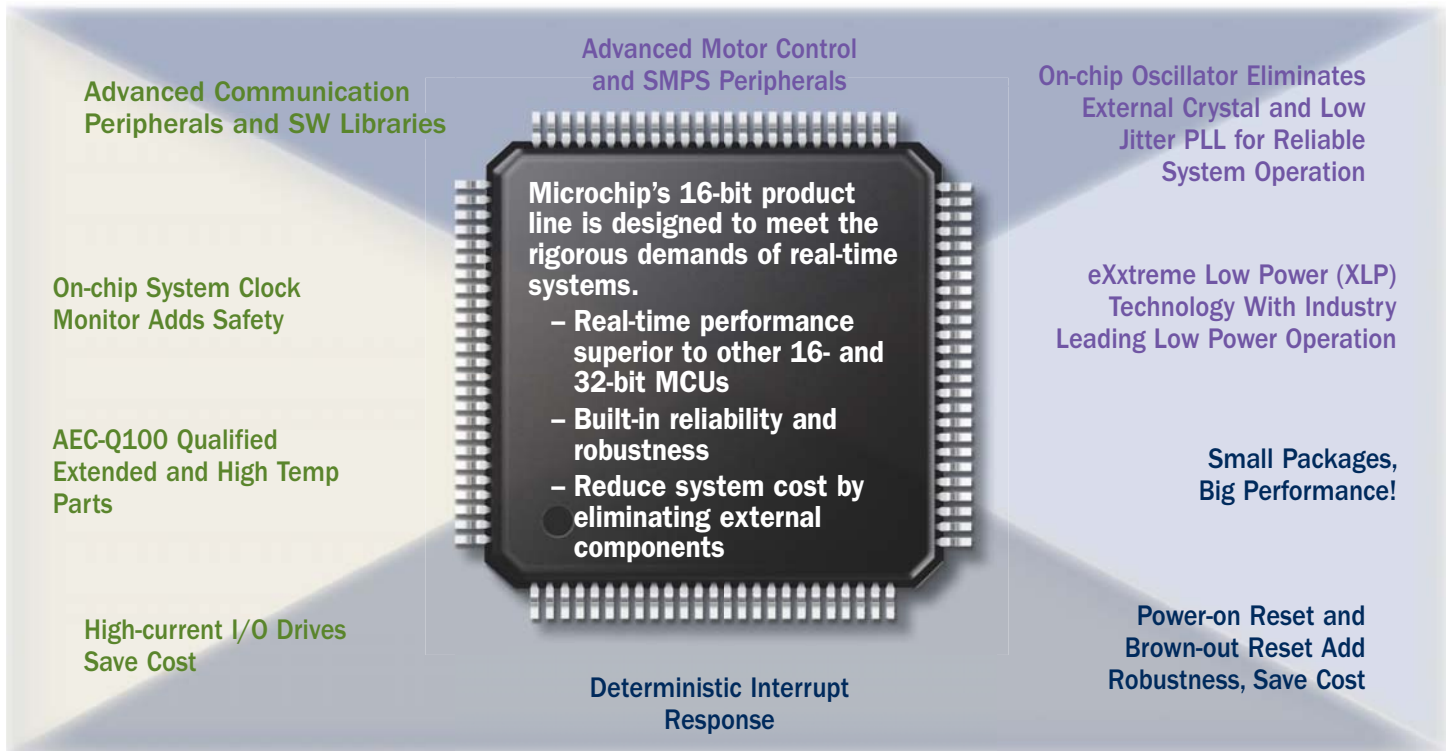 Advanced Motor Control
and SMPS Peripherals
Advanced Communication
Peripherals and SW Libraries
On-chip System Clock
Monitor Adds Safety
AEC-Q100 Qualified
Extended and High Temp
Parts
High-current I/O Drives
Save Cost
Microchip's 16-bit product
line is designed to meet the
rigorous demands of real-time
systems.
– Real-time performance
superior to other 16- and
32-bit MCUs
– Built-in reliability and
robustness
– Reduce system cost by
eliminating external
components
On-chip Oscillator Eliminates
External Crystal and Low
Jitter PLL for Reliable
System Operation
eXxtreme Low Power (XLP)
Technology With Industry
Leading Low Power Operation
Small Packages,
Big Performance!
Power-on Reset and
Brown-out Reset Add
Robustness, Save Cost
Deterministic Interrupt
Response